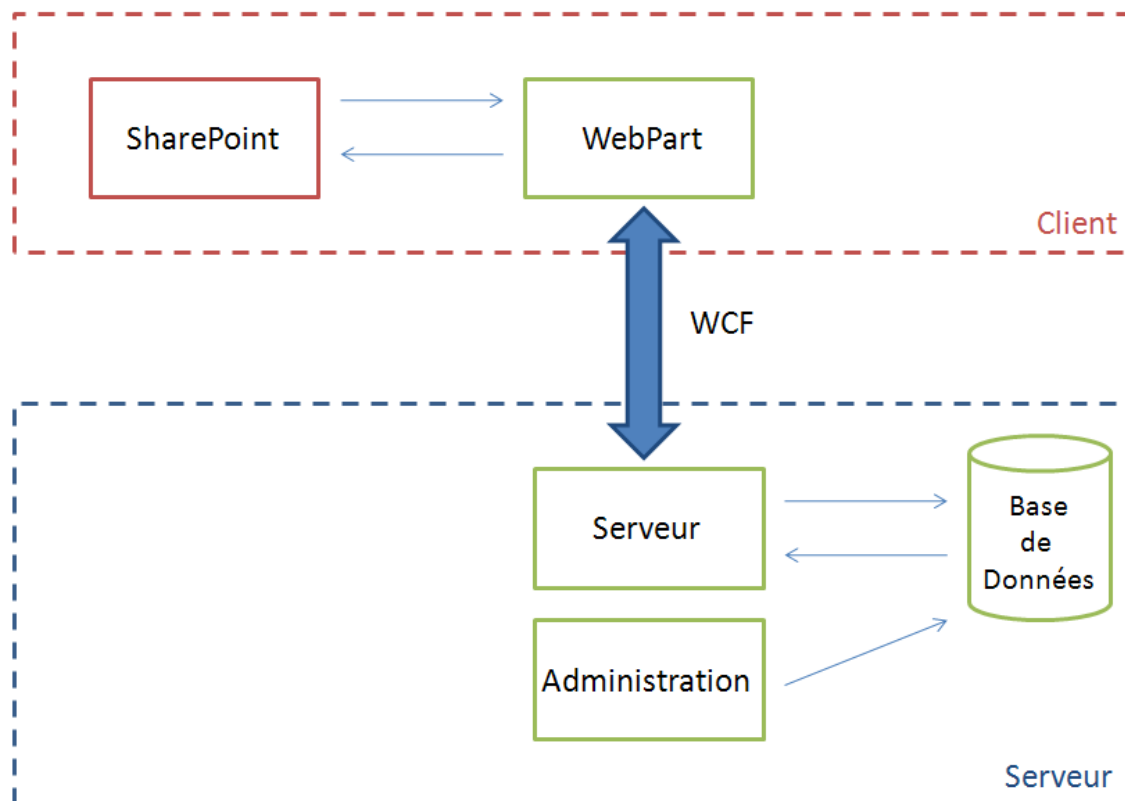 SharePoint
WebPart
Client
WCF
Serveur
Base
de
Données
Administration
Serveur